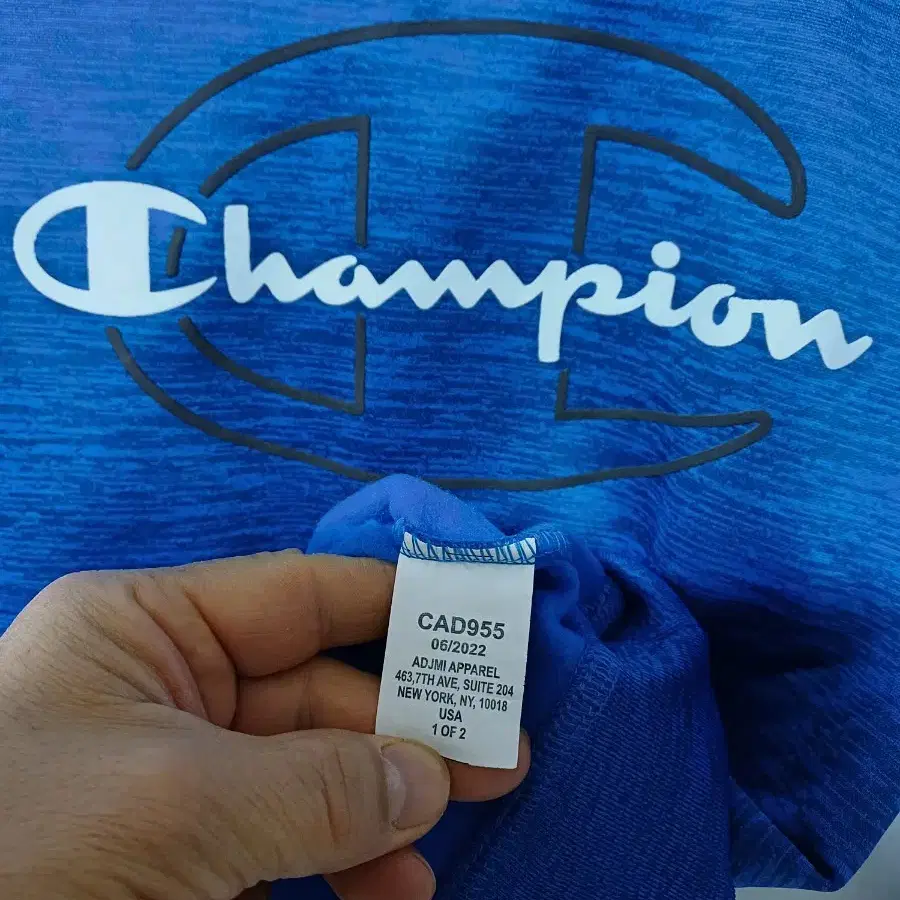 Champion
CAD955
06/2022
ADJMI APPAREL
463,7TH AVE, SUITE 204
NEW YORK, NY, 10018
USA
1 OF 2